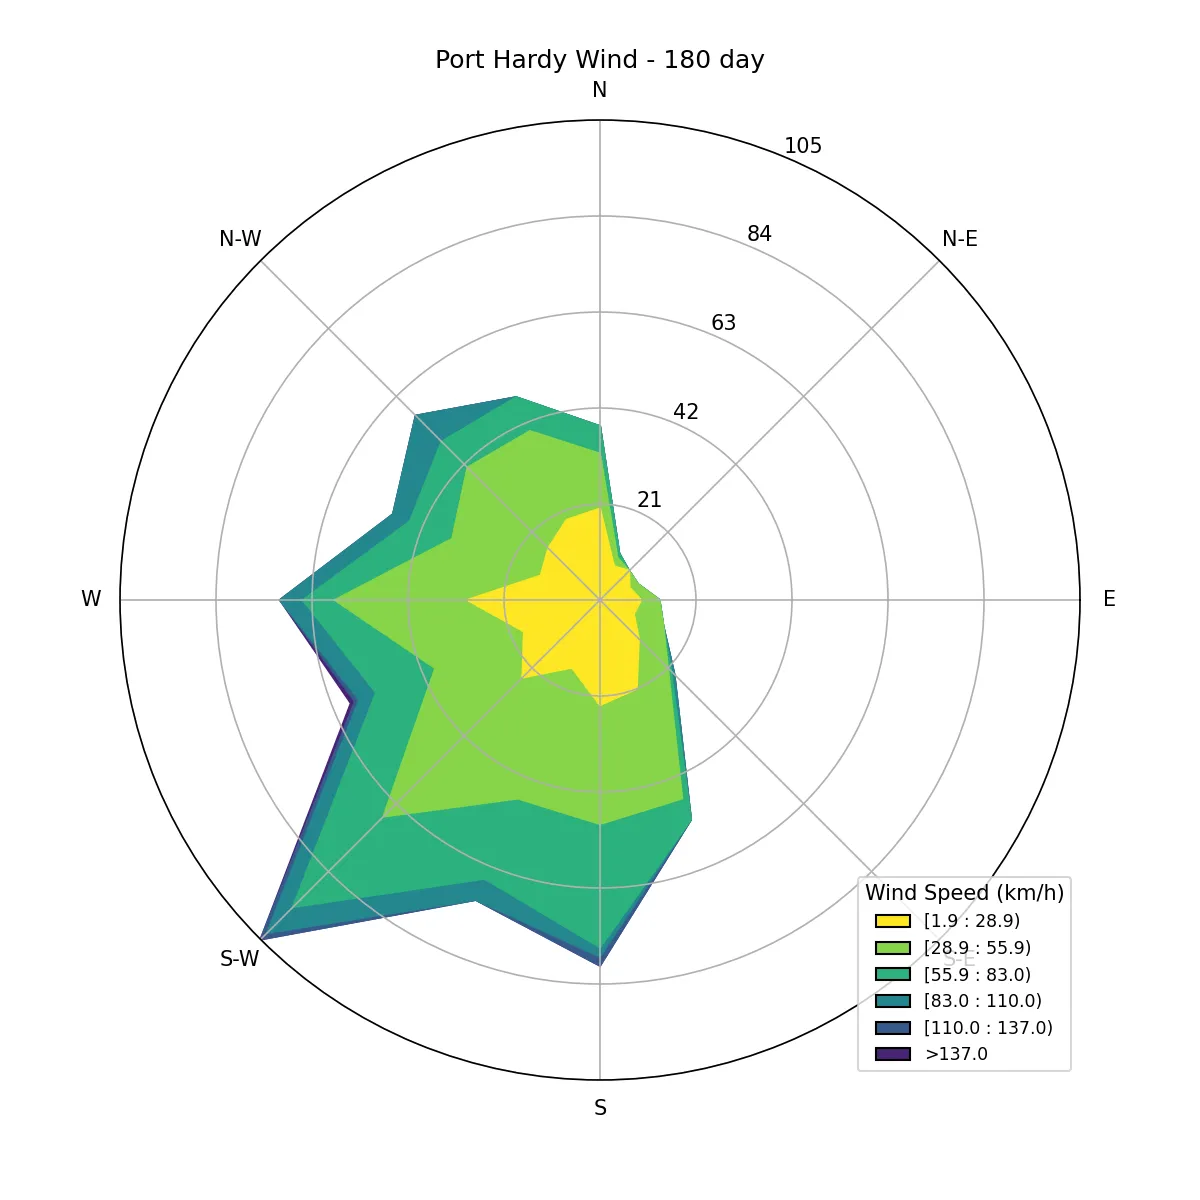 Port Hardy Wind - 180 day
N
105
84
N-W
N-E
63
42
21
W
E
Wind Speed (km/h)
[1.9 : 28.9)
[28.9 : 55.9)
S-W
S-E
[55.9 : 83.0)
[83.0 : 110.0)
[110.0 : 137.0)
>137.0
S